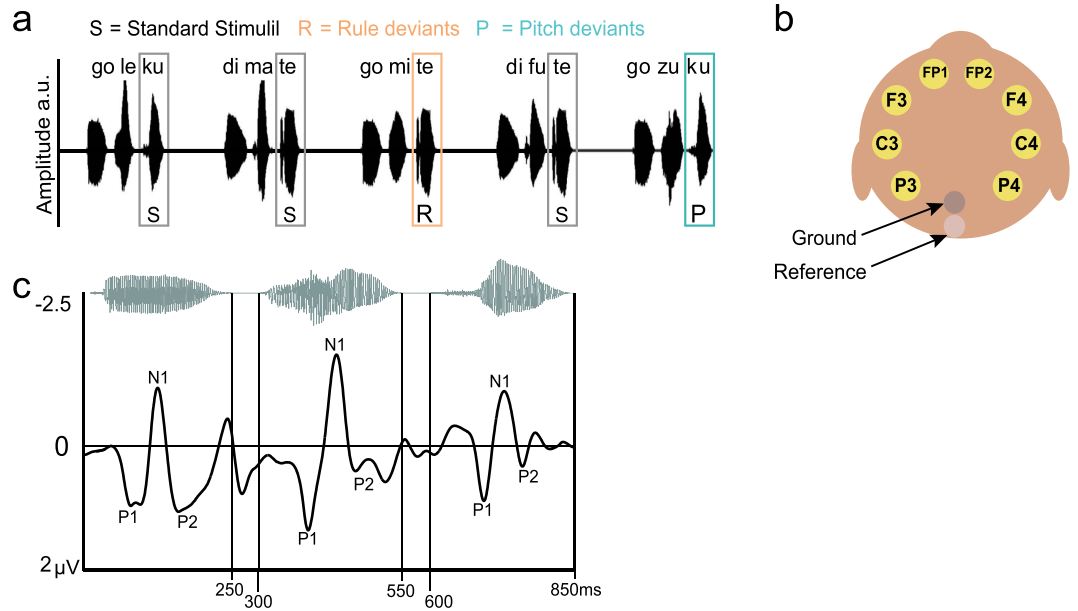 a
S = Standard Stimulil R = Rule deviants P = Pitch deviants
go le ku di ma te go mi te di fu te go zu ku
Amplitude a.u.
S S R S P
b
FP1 FP2
F3 F4
C3 C4
P3 P4
Ground
Reference
c
-2.5
N1 N1 N1
0
P1 P2 P1 P2 P1 P2
2 μV
250 300 550 600 850ms